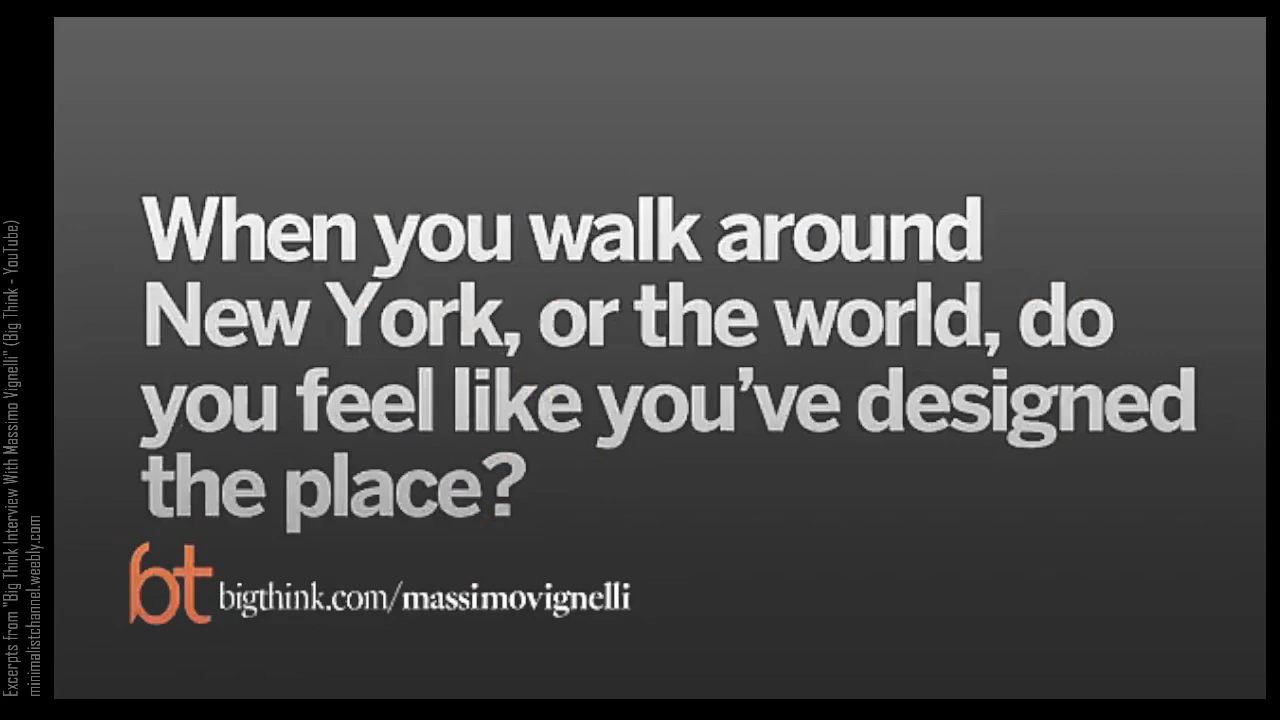 When you walk around
New York, or the world, do
you feel like you've designed
the place?
bt bigthink.com/massimovignelli
Excerpts from "Big Think Interview With Massimo Vignelli" (Big Think - YouTube)
minimalistchannel.weebly.com